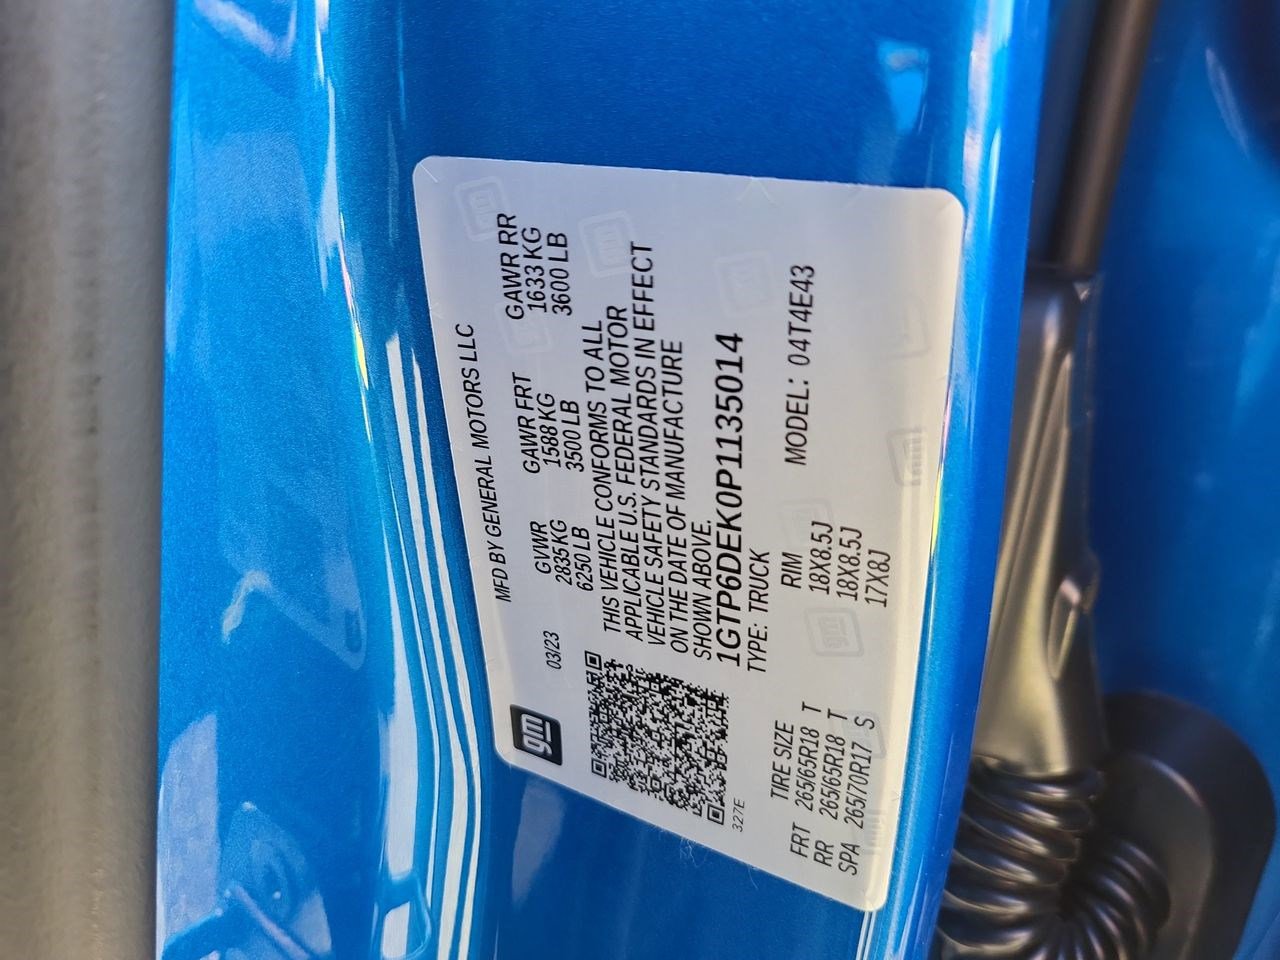 gm
MFD BY GENERAL MOTORS LLC
03/23
GVWR GAWR FRT GAWR RR
2835 KG 1588 KG 1633 KG
6250 LB 3500 LB 3600 LB
THIS VEHICLE CONFORMS TO ALL
APPLICABLE U.S. FEDERAL MOTOR
VEHICLE SAFETY STANDARDS IN EFFECT
ON THE DATE OF MANUFACTURE
SHOWN ABOVE.
1GTP6DEK0P1135014
TYPE: TRUCK
MODEL: 04T4E43
327E
TIRE SIZE RIM
FRT 265/65R18 T 18X8.5J
RR 265/65R18 T 18X8.5J
SPA 265/70R17 S 17X8J